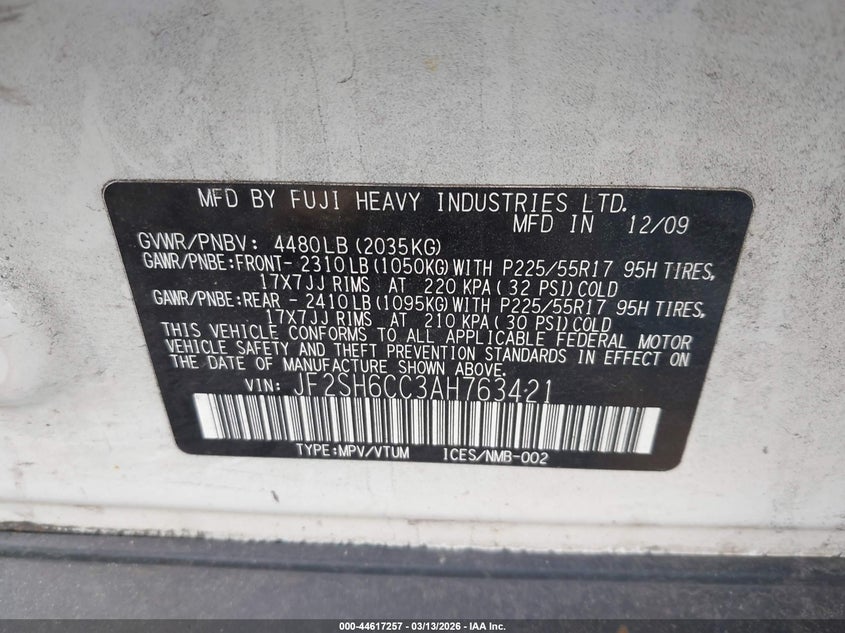 MFD BY FUJI HEAVY INDUSTRIES LTD.
MFD IN 12/09
GVWR/PNBV: 4480LB (2035KG)
GAWR/PNBE:FRONT- 2310LB (1050KG) WITH P225/55R17 95H TIRES,
17X7JJ RIMS AT 220 KPA (32 PSI) COLD
GAWR/PNBE:REAR - 2410LB (1095KG) WITH P225/55R17 95H TIRES,
17X7JJ RIMS AT 210 KPA (30 PSI) COLD
THIS VEHICLE CONFORMS TO ALL APPLICABLE FEDERAL MOTOR
VEHICLE SAFETY AND THEFT PREVENTION STANDARDS IN EFFECT ON
THE DATE OF MANUFACTURE SHOWN ABOVE.
VIN: JF2SH6CC3AH763421
TYPE:MPV/VTUM ICES/NMB-002
000-44617257 - 03/13/2026 - IAA Inc.